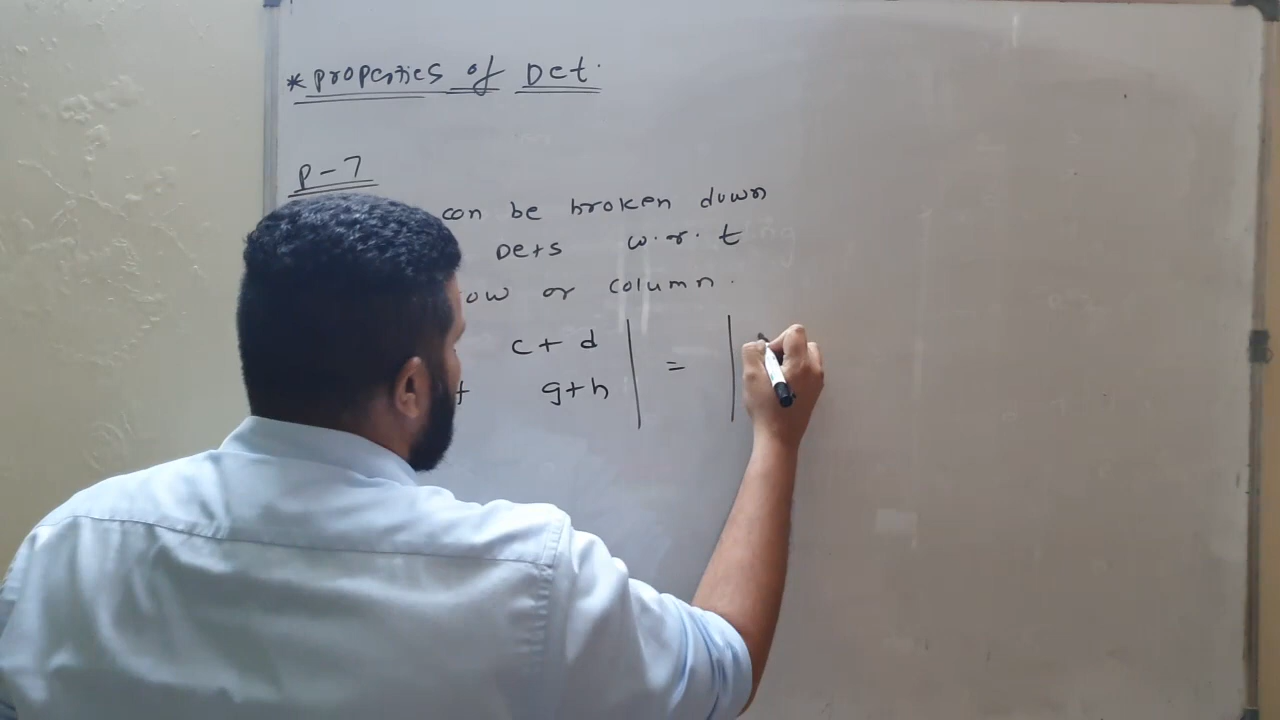 * Properties of Det.
P-7
can be broken down
Dets w.r.t
ow or column.
c+d | = |
+ g+h